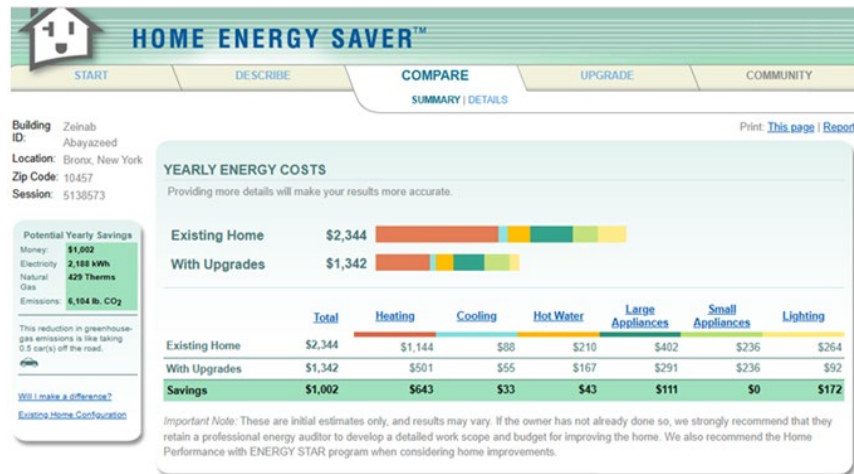 HOME ENERGY SAVER™
START DESCRIBE COMPARE UPGRADE COMMUNITY
SUMMARY | DETAILS
Print: This page | Report
Building ID: Zeinab Abayazeed
Location: Bronx, New York
Zip Code: 10457
Session: 5138573
Potential Yearly Savings
Money: $1,002
Electricity 2,188 kWh
Natural Gas 429 Therms
Emissions: 6,104 lb. CO2
This reduction in greenhouse-
gas emissions is like taking
0.5 car(s) off the road.
Will I make a difference?
Existing Home Configuration
YEARLY ENERGY COSTS
Providing more details will make your results more accurate.
Existing Home $2,344
With Upgrades $1,342
Total Heating Cooling Hot Water Large Appliances Small Appliances Lighting
Existing Home $2,344 $1,144 $88 $210 $402 $236 $264
With Upgrades $1,342 $501 $55 $167 $291 $236 $92
Savings $1,002 $643 $33 $43 $111 $0 $172
Important Note: These are initial estimates only, and results may vary. If the owner has not already done so, we strongly recommend that they
retain a professional energy auditor to develop a detailed work scope and budget for improving the home. We also recommend the Home
Performance with ENERGY STAR program when considering home improvements.